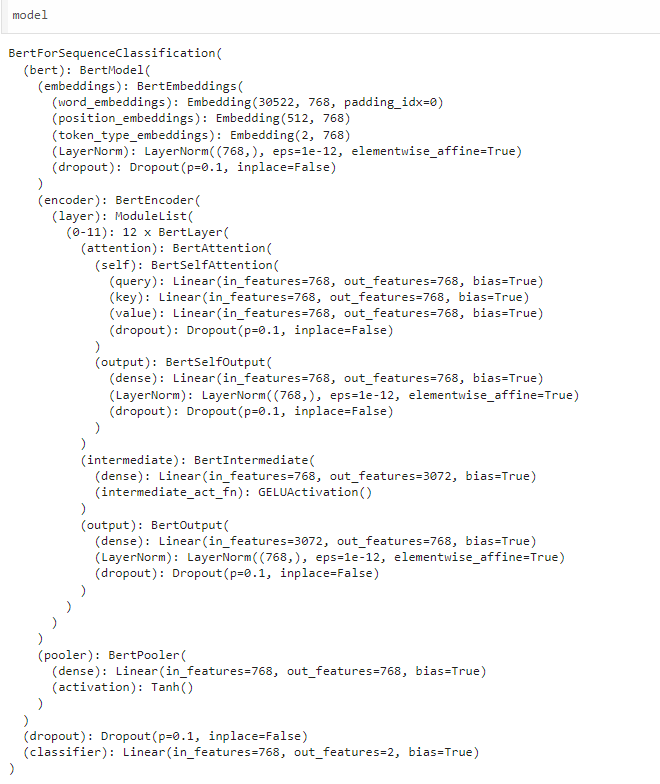 model
BertForSequenceClassification(
  (bert): BertModel(
    (embeddings): BertEmbeddings(
      (word_embeddings): Embedding(30522, 768, padding_idx=0)
      (position_embeddings): Embedding(512, 768)
      (token_type_embeddings): Embedding(2, 768)
      (LayerNorm): LayerNorm((768,), eps=1e-12, elementwise_affine=True)
      (dropout): Dropout(p=0.1, inplace=False)
    )
    (encoder): BertEncoder(
      (layer): ModuleList(
        (0-11): 12 x BertLayer(
          (attention): BertAttention(
            (self): BertSelfAttention(
              (query): Linear(in_features=768, out_features=768, bias=True)
              (key): Linear(in_features=768, out_features=768, bias=True)
              (value): Linear(in_features=768, out_features=768, bias=True)
              (dropout): Dropout(p=0.1, inplace=False)
            )
            (output): BertSelfOutput(
              (dense): Linear(in_features=768, out_features=768, bias=True)
              (LayerNorm): LayerNorm((768,), eps=1e-12, elementwise_affine=True)
              (dropout): Dropout(p=0.1, inplace=False)
            )
          )
          (intermediate): BertIntermediate(
            (dense): Linear(in_features=768, out_features=3072, bias=True)
            (intermediate_act_fn): GELUActivation()
          )
          (output): BertOutput(
            (dense): Linear(in_features=3072, out_features=768, bias=True)
            (LayerNorm): LayerNorm((768,), eps=1e-12, elementwise_affine=True)
            (dropout): Dropout(p=0.1, inplace=False)
          )
        )
      )
    )
    (pooler): BertPooler(
      (dense): Linear(in_features=768, out_features=768, bias=True)
      (activation): Tanh()
    )
  )
  (dropout): Dropout(p=0.1, inplace=False)
  (classifier): Linear(in_features=768, out_features=2, bias=True)
)